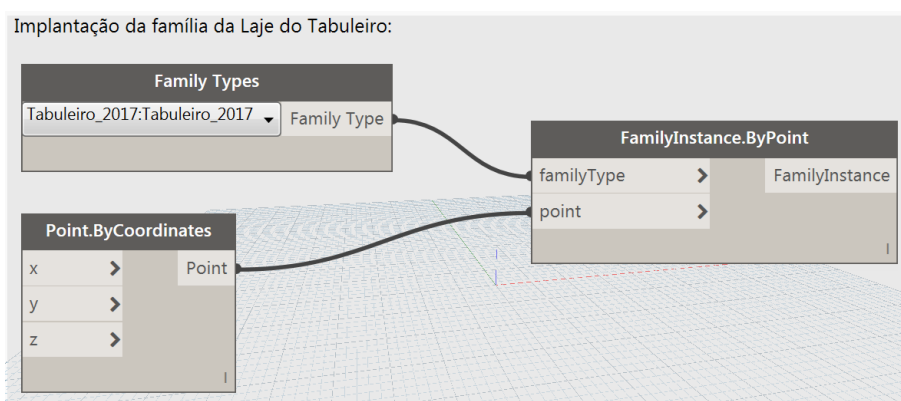 Implantação da família da Laje do Tabuleiro:
Family Types
Tabuleiro_2017:Tabuleiro_2017
Family Type
FamilyInstance.ByPoint
familyType
FamilyInstance
point
Point.ByCoordinates
x
Point
y
z